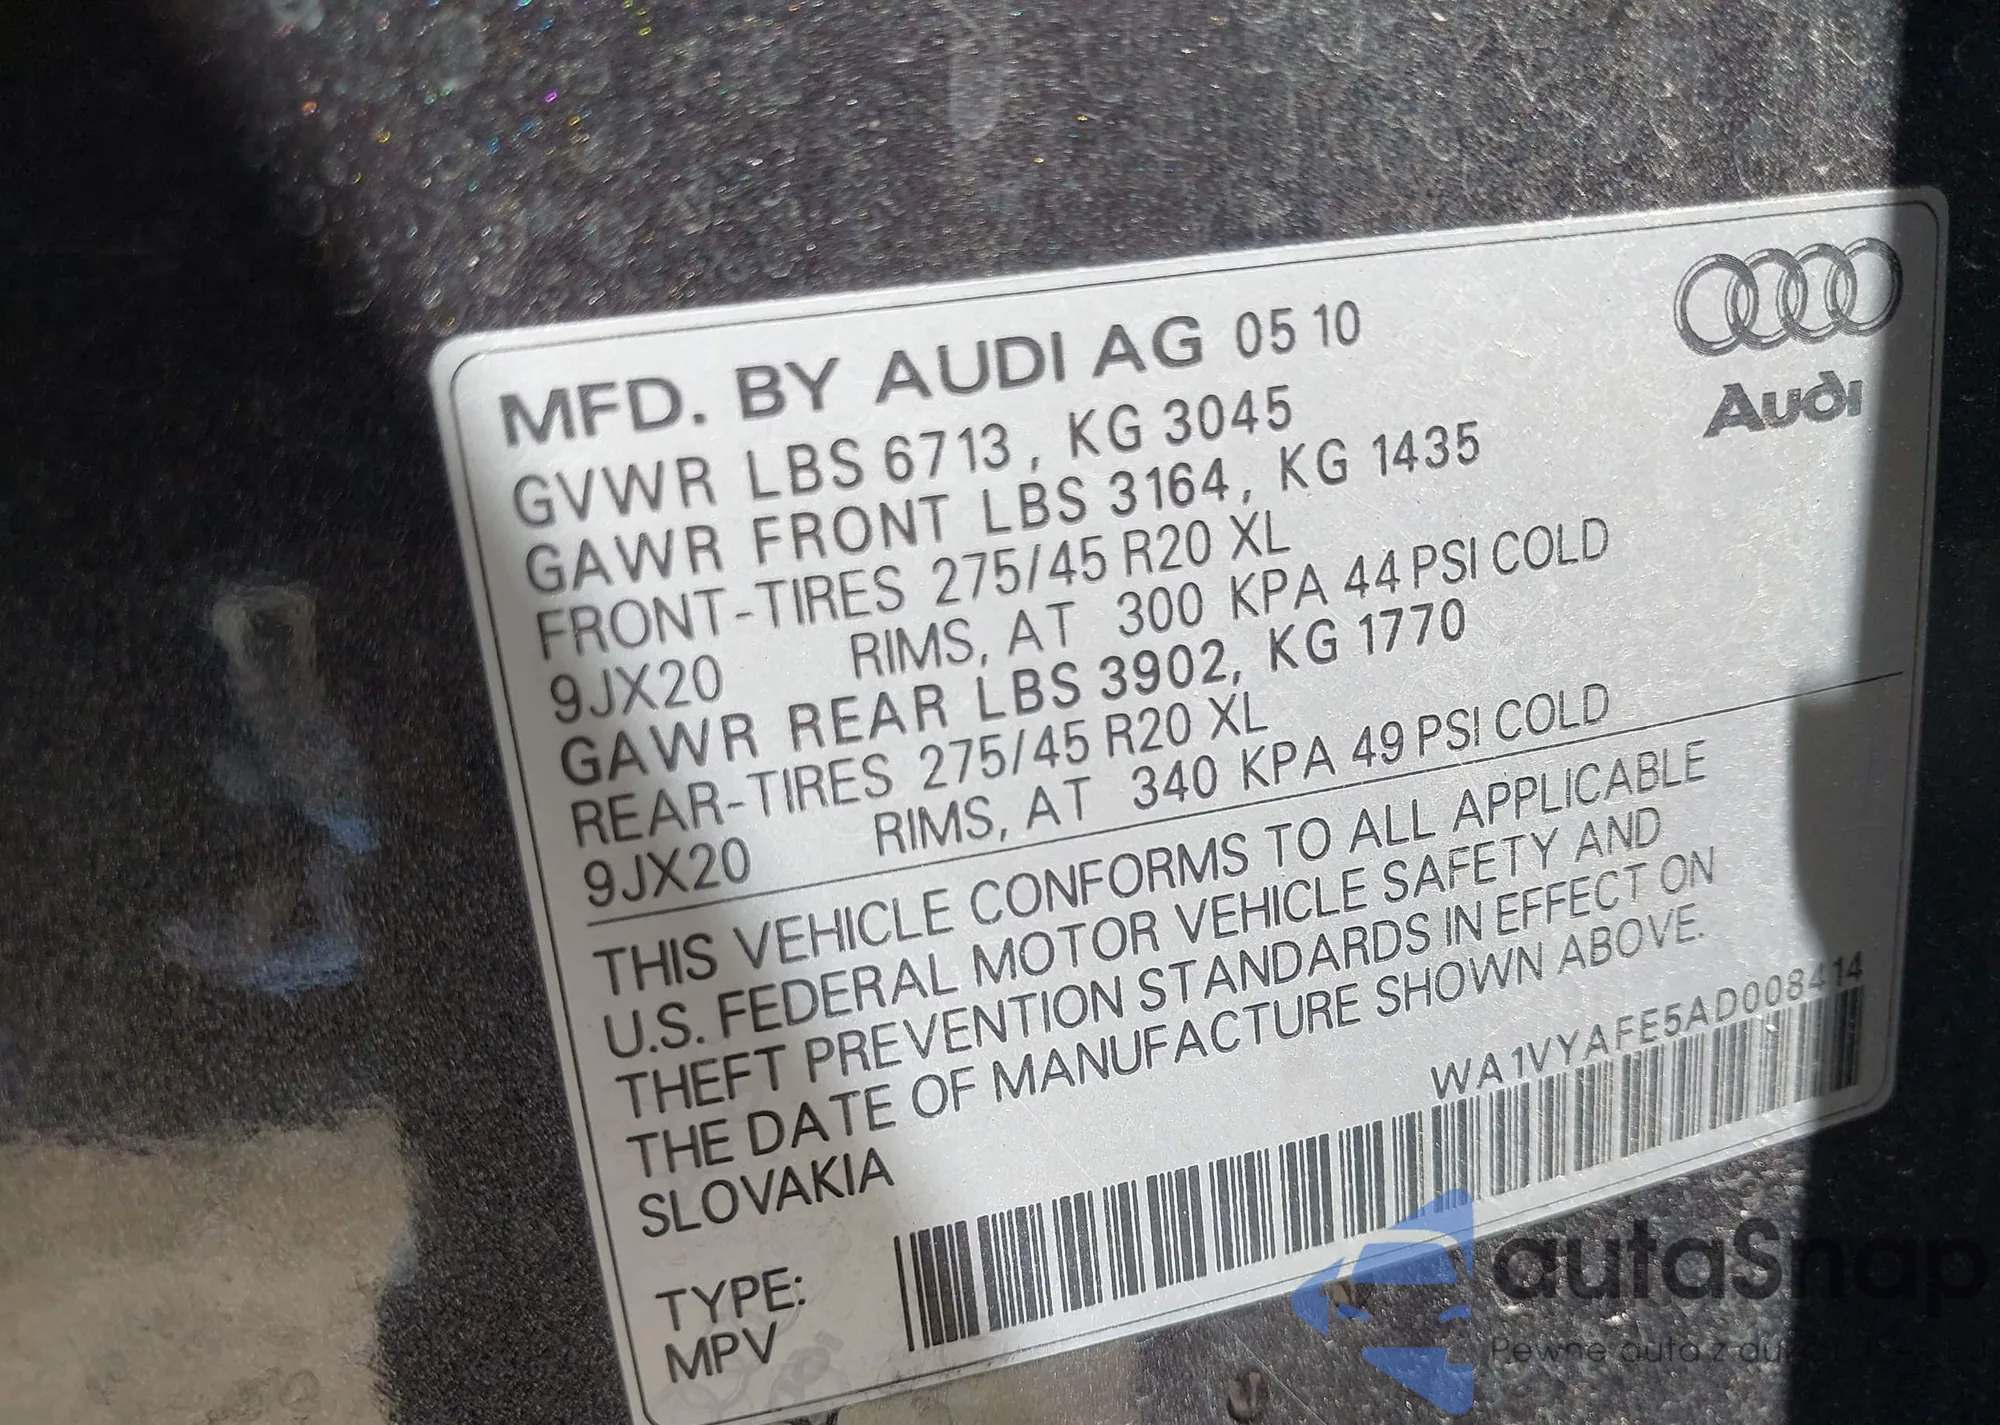 MFD. BY AUDI AG 05 10
Audi
GVWR LBS 6713, KG 3045
GAWR FRONT LBS 3164, KG 1435
FRONT-TIRES 275/45 R20 XL
9JX20 RIMS, AT 300 KPA 44 PSI COLD
GAWR REAR LBS 3902, KG 1770
REAR-TIRES 275/45 R20 XL
9JX20 RIMS, AT 340 KPA 49 PSI COLD
THIS VEHICLE CONFORMS TO ALL APPLICABLE
U.S. FEDERAL MOTOR VEHICLE SAFETY AND
THEFT PREVENTION STANDARDS IN EFFECT ON
THE DATE OF MANUFACTURE SHOWN ABOVE.
SLOVAKIA
WA1VYAFE5AD008414
TYPE:
MPV
autaSnap
Pewne auto z